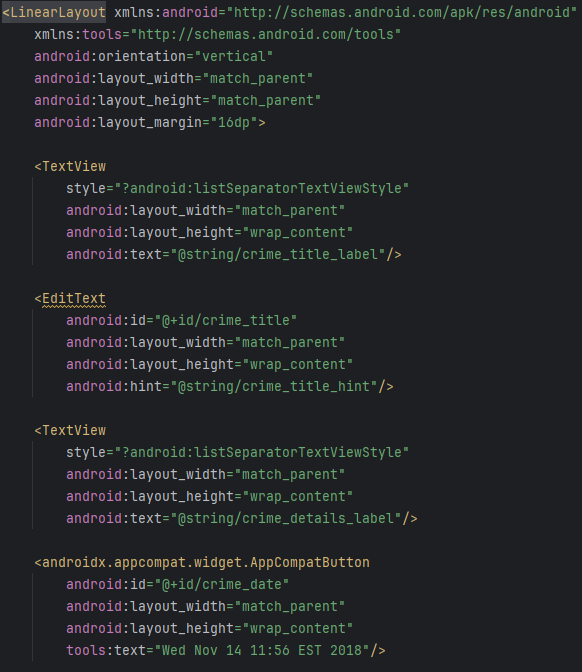 <LinearLayout xmlns:android="http://schemas.android.com/apk/res/android"
    xmlns:tools="http://schemas.android.com/tools"
    android:orientation="vertical"
    android:layout_width="match_parent"
    android:layout_height="match_parent"
    android:layout_margin="16dp">

    <TextView
        style="?android:listSeparatorTextViewStyle"
        android:layout_width="match_parent"
        android:layout_height="wrap_content"
        android:text="@string/crime_title_label"/>

    <EditText
        android:id="@+id/crime_title"
        android:layout_width="match_parent"
        android:layout_height="wrap_content"
        android:hint="@string/crime_title_hint"/>

    <TextView
        style="?android:listSeparatorTextViewStyle"
        android:layout_width="match_parent"
        android:layout_height="wrap_content"
        android:text="@string/crime_details_label"/>

    <androidx.appcompat.widget.AppCompatButton
        android:id="@+id/crime_date"
        android:layout_width="match_parent"
        android:layout_height="wrap_content"
        tools:text="Wed Nov 14 11:56 EST 2018"/>